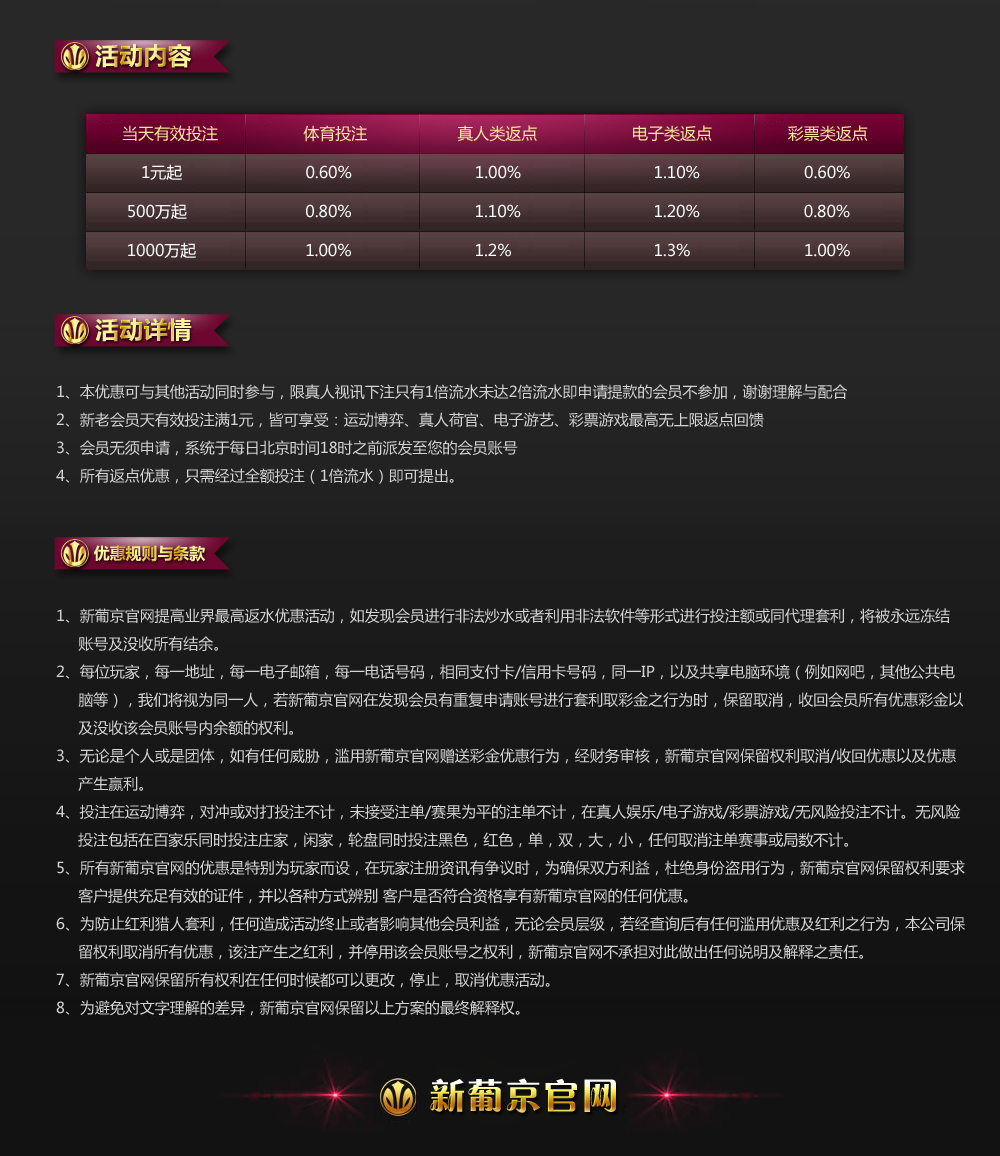 活动内容
当天有效投注 体育投注 真人类返点 电子类返点 彩票类返点
1元起 0.60% 1.00% 1.10% 0.60%
500万起 0.80% 1.10% 1.20% 0.80%
1000万起 1.00% 1.2% 1.3% 1.00%
活动详情
1、本优惠可与其他活动同时参与，限真人视讯下注只有1倍流水未达2倍流水即申请提款的会员不参加，谢谢理解与配合
2、新老会员天有效投注满1元，皆可享受：运动博弈、真人荷官、电子游艺、彩票游戏最高无上限返点回馈
3、会员无须申请，系统于每日北京时间18时之前派发至您的会员账号
4、所有返点优惠，只需经过全额投注（1倍流水）即可提出。
优惠规则与条款
1、新葡京官网提高业界最高返水优惠活动，如发现会员进行非法炒水或者利用非法软件等形式进行投注额或同代理套利，将被永远冻结
账号及没收所有结余。
2、每位玩家，每一地址，每一电子邮箱，每一电话号码，相同支付卡/信用卡号码，同一IP，以及共享电脑环境（例如网吧，其他公共电
脑等），我们将视为同一人，若新葡京官网在发现会员有重复申请账号进行套利取彩金之行为时，保留取消，收回会员所有优惠彩金以
及没收该会员账号内余额的权利。
3、无论是个人或是团体，如有任何威胁，滥用新葡京官网赠送彩金优惠行为，经财务审核，新葡京官网保留权利取消/收回优惠以及优惠
产生赢利。
4、投注在运动博弈，对冲或对打投注不计，未接受注单/赛果为平的注单不计，在真人娱乐/电子游戏/彩票游戏/无风险投注不计。无风险
投注包括在百家乐同时投注庄家，闲家，轮盘同时投注黑色，红色，单，双，大，小，任何取消注单赛事或局数不计。
5、所有新葡京官网的优惠是特别为玩家而设，在玩家注册资讯有争议时，为确保双方利益，杜绝身份盗用行为，新葡京官网保留权利要求
客户提供充足有效的证件，并以各种方式辨别 客户是否符合资格享有新葡京官网的任何优惠。
6、为防止红利猎人套利，任何造成活动终止或者影响其他会员利益，无论会员层级，若经查询后有任何滥用优惠及红利之行为，本公司保
留权利取消所有优惠，该注产生之红利，并停用该会员账号之权利，新葡京官网不承担对此做出任何说明及解释之责任。
7、新葡京官网保留所有权利在任何时候都可以更改，停止，取消优惠活动。
8、为避免对文字理解的差异，新葡京官网保留以上方案的最终解释权。
新葡京官网